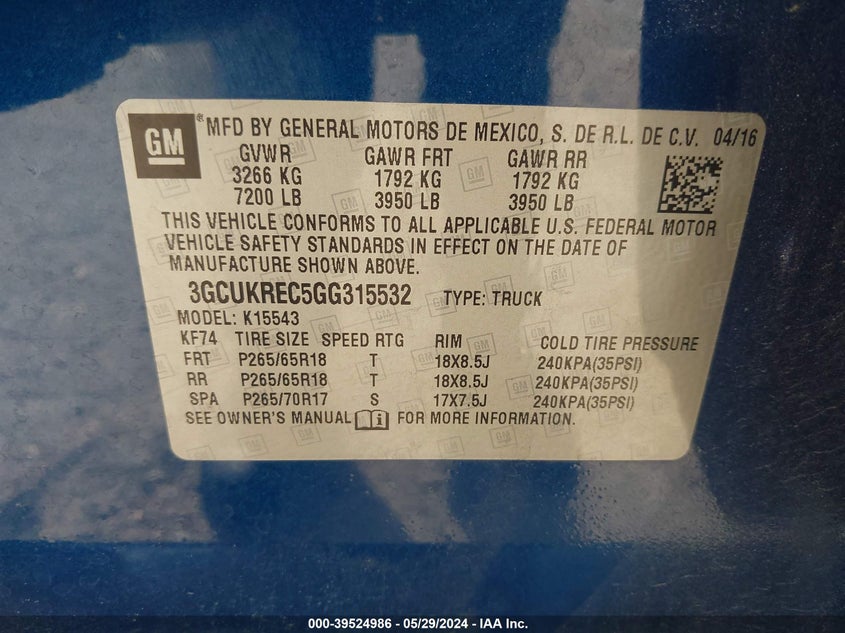 GM ® MFD BY GENERAL MOTORS DE MEXICO, S. DE R.L. DE C.V. 04/16
GVWR GAWR FRT GAWR RR
3266 KG 1792 KG 1792 KG
7200 LB 3950 LB 3950 LB
THIS VEHICLE CONFORMS TO ALL APPLICABLE U.S. FEDERAL MOTOR
VEHICLE SAFETY STANDARDS IN EFFECT ON THE DATE OF
MANUFACTURE SHOWN ABOVE.
3GCUKREC5GG315532 TYPE: TRUCK
MODEL: K15543
KF74 TIRE SIZE SPEED RTG RIM COLD TIRE PRESSURE
FRT P265/65R18 T 18X8.5J 240KPA(35PSI)
RR P265/65R18 T 18X8.5J 240KPA(35PSI)
SPA P265/70R17 S 17X7.5J 240KPA(35PSI)
SEE OWNER'S MANUAL i FOR MORE INFORMATION.
000-39524986 - 05/29/2024 - IAA Inc.